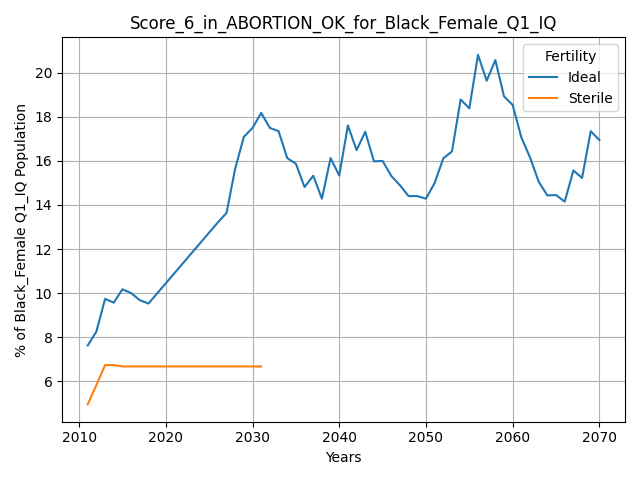 Score_6_in_ABORTION_OK_for_Black_Female_Q1_IQ
Fertility
Ideal
Sterile
% of Black_Female Q1_IQ Population
20
18
16
14
12
10
8
6
2010 2020 2030 2040 2050 2060 2070
Years